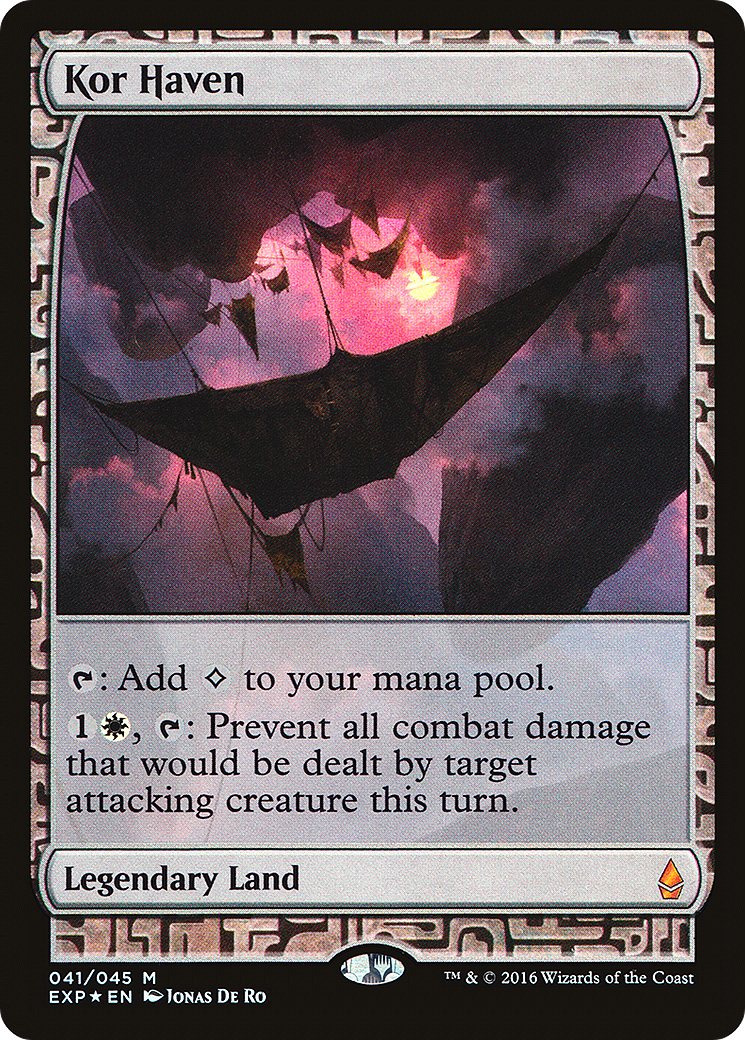 Kor Haven
: Add to your mana pool.
1, : Prevent all combat damage
that would be dealt by target
attacking creature this turn.
Legendary Land
041/045 M
EXP★EN Jonas De Ro
™ & © 2016 Wizards of the Coast